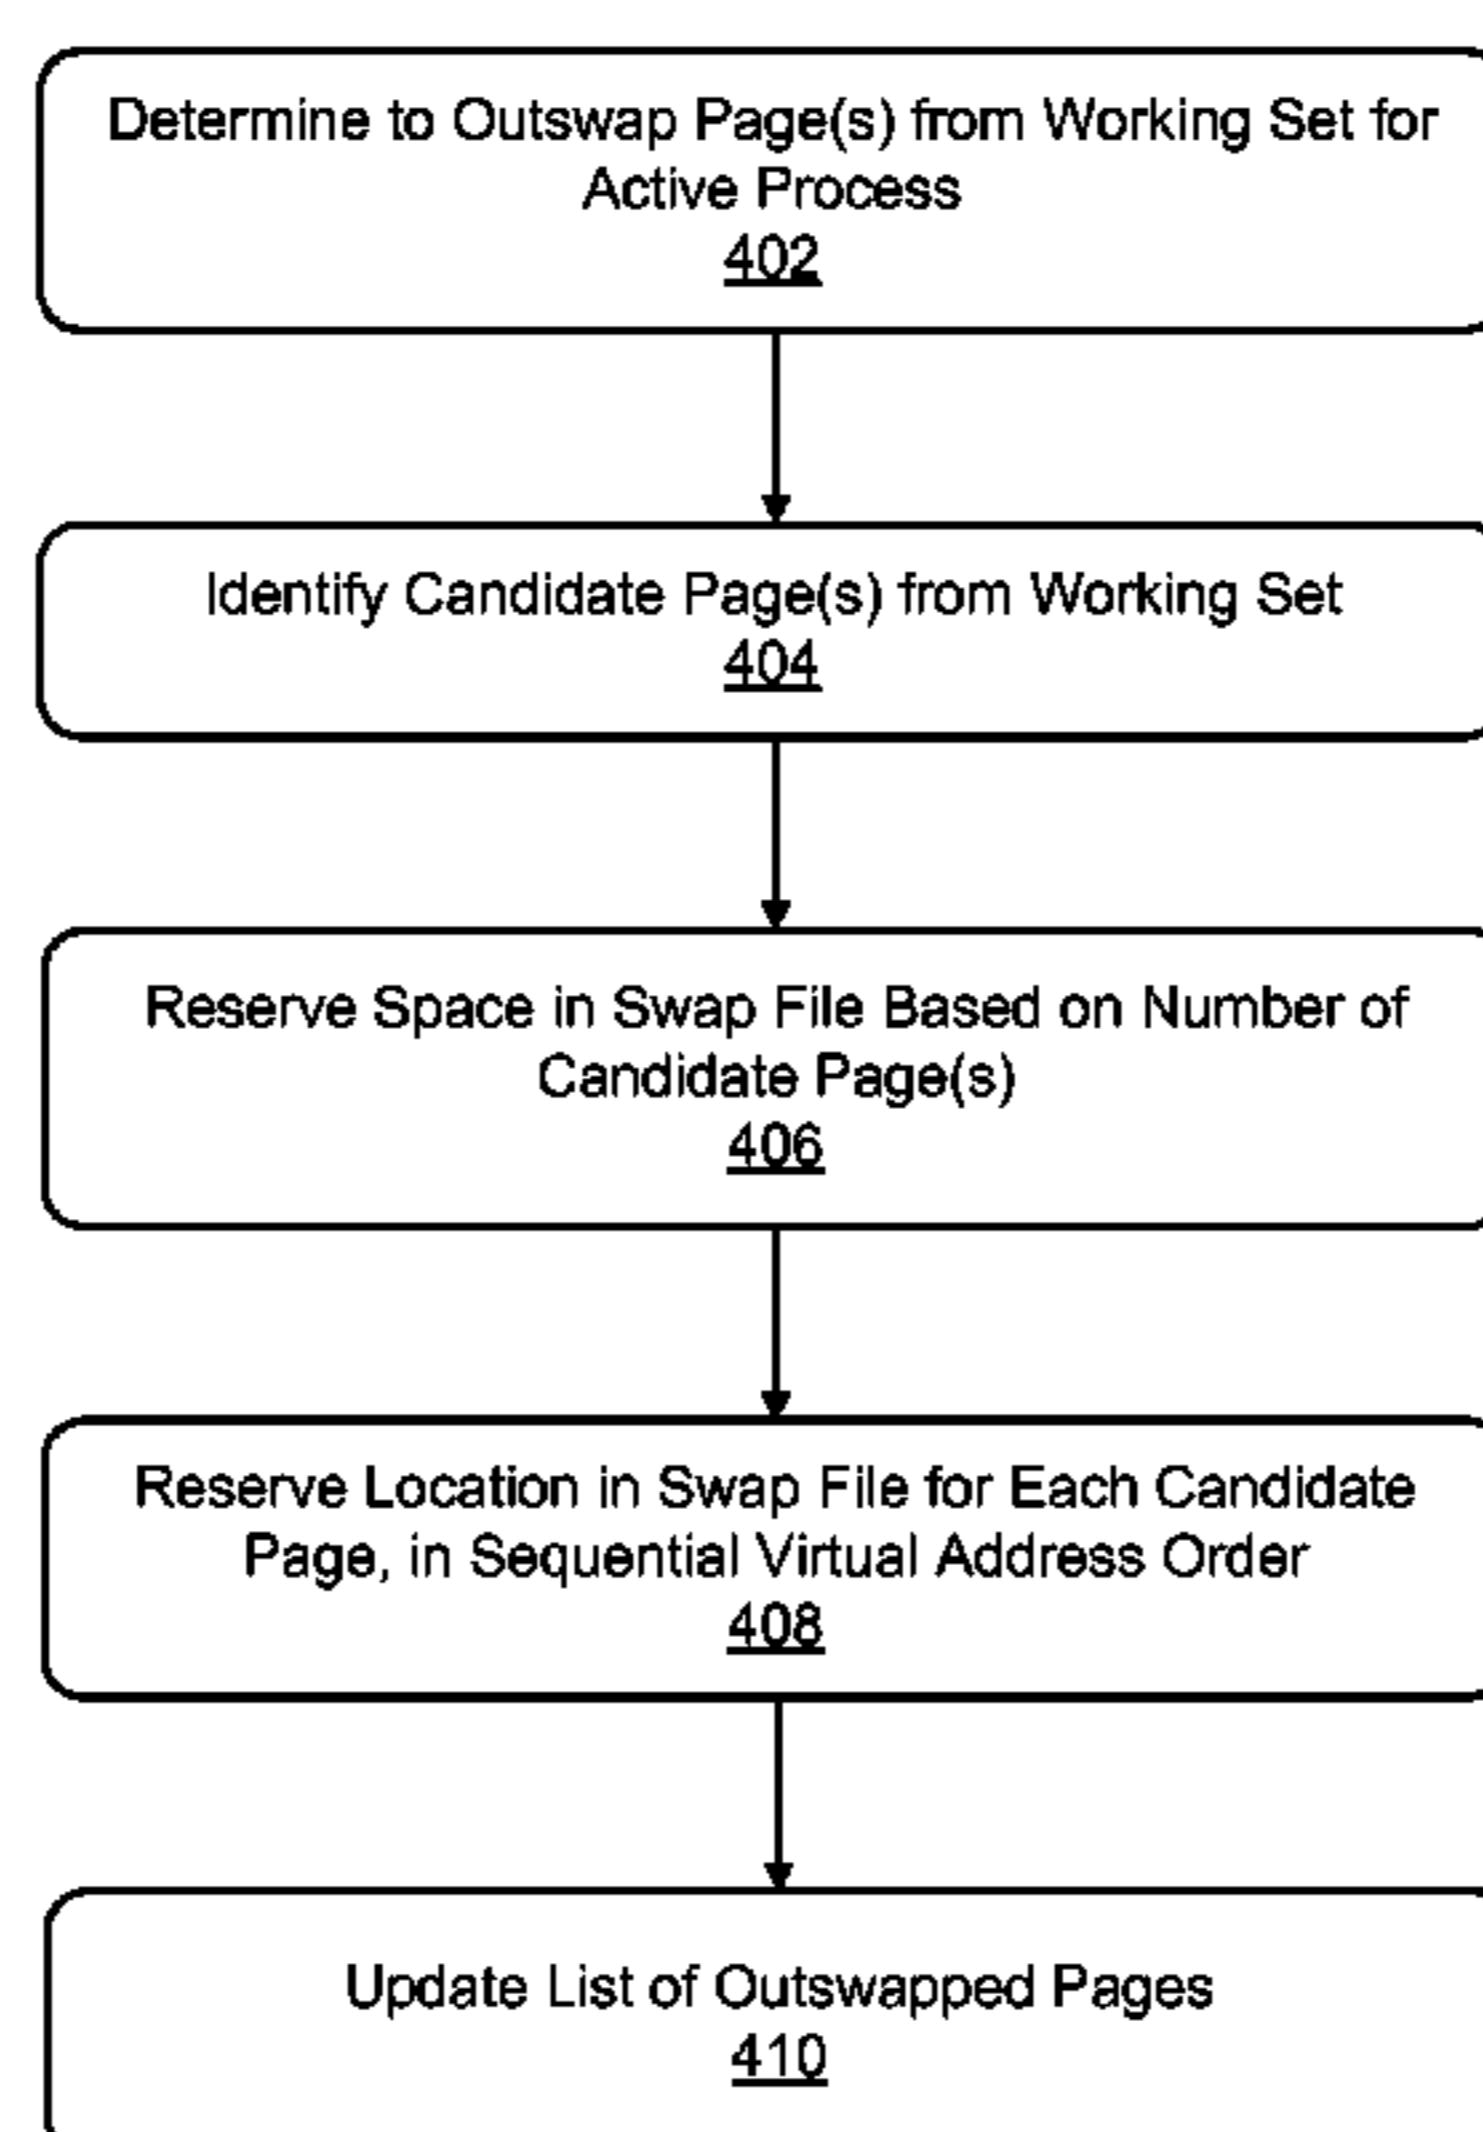 Determine to Outswap Page(s) from Working Set for
Active Process
402
Identify Candidate Page(s) from Working Set
404
Reserve Space in Swap File Based on Number of
Candidate Page(s)
406
Reserve Location in Swap File for Each Candidate
Page, in Sequential Virtual Address Order
408
Update List of Outswapped Pages
410